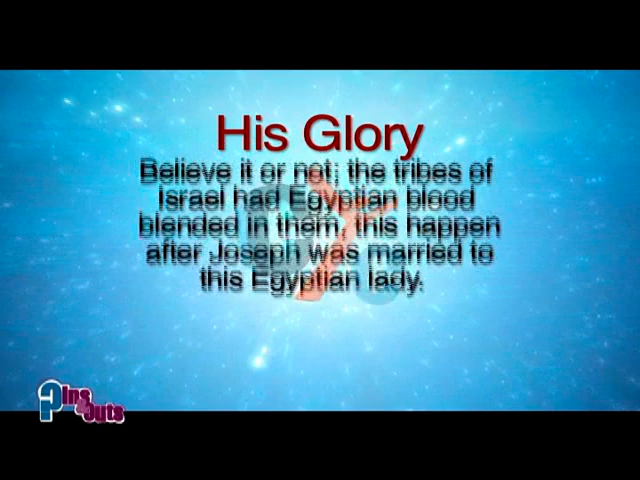 His Glory
Believe it or not; the tribes of
Israel had Egyptian blood
blended in them, this happen
after Joseph was married to
this Egyptian lady.
Ins
Outs